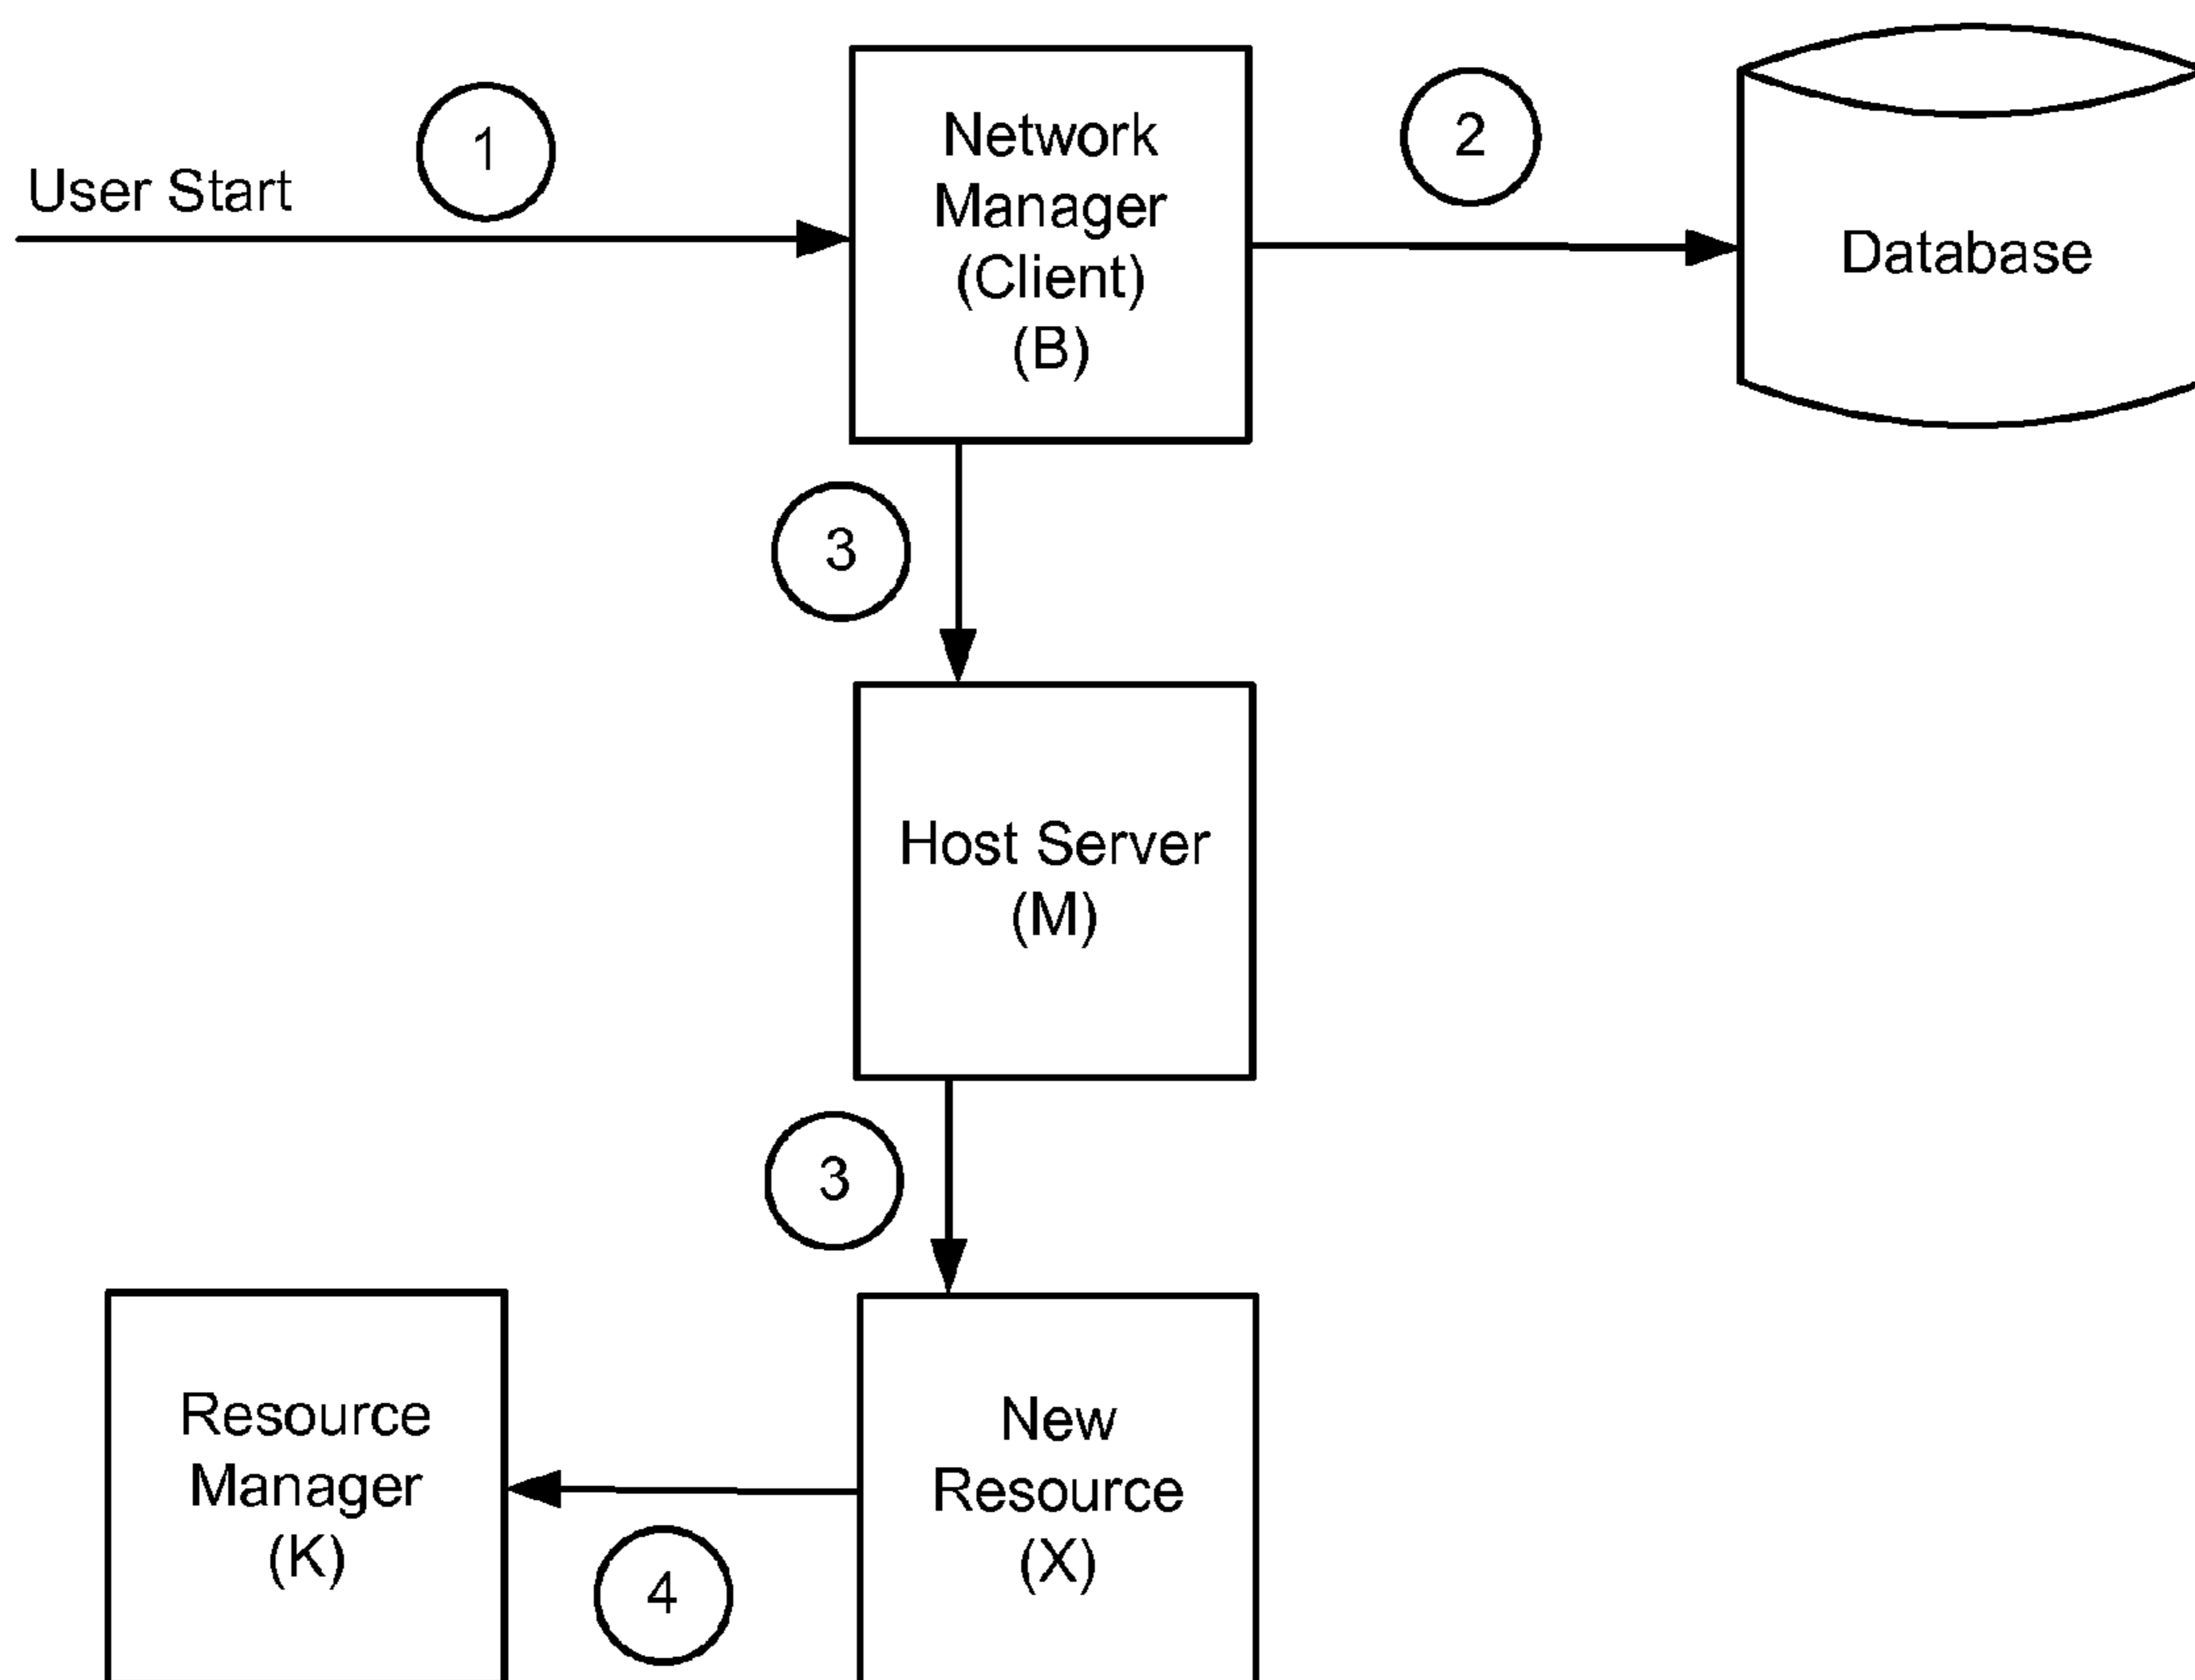 User Start
1
Network
Manager
(Client)
(B)
2
Database
3
Host Server
(M)
3
Resource
Manager
(K)
4
New
Resource
(X)